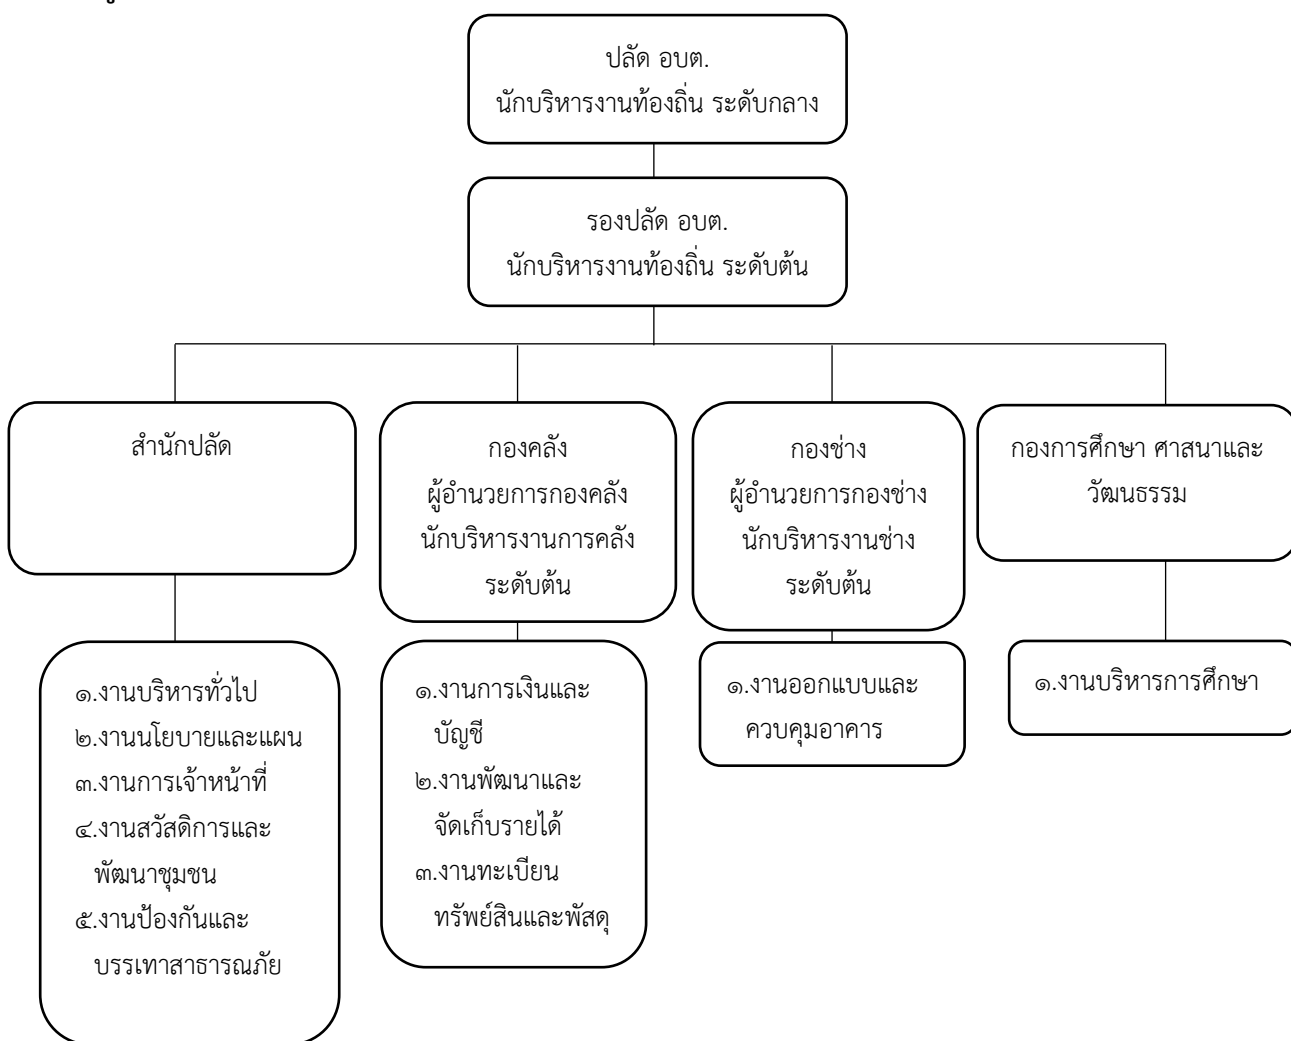 ปลัด อบต.
นักบริหารงานท้องถิ่น ระดับกลาง
รองปลัด อบต.
นักบริหารงานท้องถิ่น ระดับต้น
สำนักปลัด
กองคลัง
ผู้อำนวยการกองคลัง
นักบริหารงานการคลัง
ระดับต้น
กองช่าง
ผู้อำนวยการกองช่าง
นักบริหารงานช่าง
ระดับต้น
กองการศึกษา ศาสนาและ
วัฒนธรรม
๑.งานบริหารทั่วไป
๒.งานนโยบายและแผน
๓.งานการเจ้าหน้าที่
๔.งานสวัสดิการและ
พัฒนาชุมชน
๕.งานป้องกันและ
บรรเทาสาธารณภัย
๑.งานการเงินและ
บัญชี
๒.งานพัฒนาและ
จัดเก็บรายได้
๓.งานทะเบียน
ทรัพย์สินและพัสดุ
๑.งานออกแบบและ
ควบคุมอาคาร
๑.งานบริหารการศึกษา